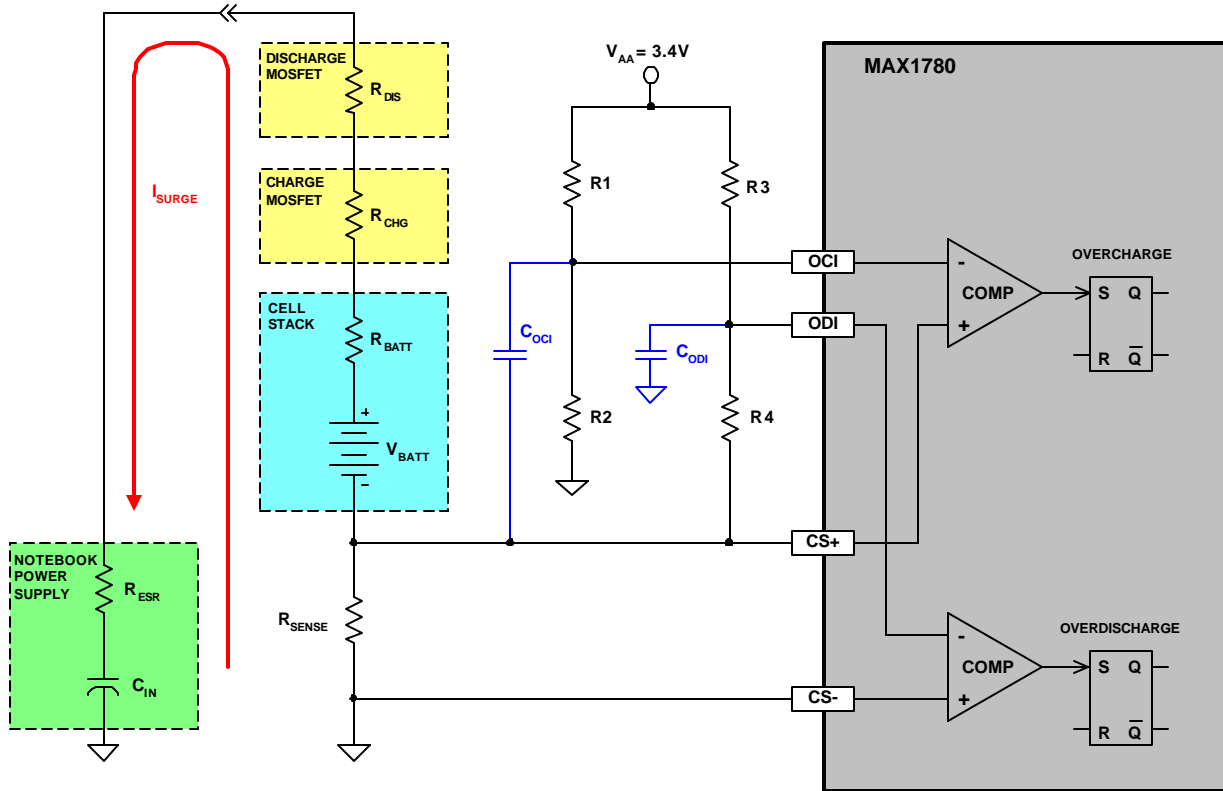 DISCHARGE
MOSFET
R_DIS
V_AA = 3.4V
MAX1780
I_SURGE
CHARGE
MOSFET
R_CHG
R1
R3
OCI
-
COMP
+
OVERCHARGE
S Q
R Q̅
ODI
CELL
STACK
R_BATT
+
V_BATT
-
C_OCI
C_ODI
R2
R4
CS+
NOTEBOOK
POWER
SUPPLY
R_ESR
C_IN
R_SENSE
OVERDISCHARGE
-
COMP
+
S Q
R Q̅
CS-